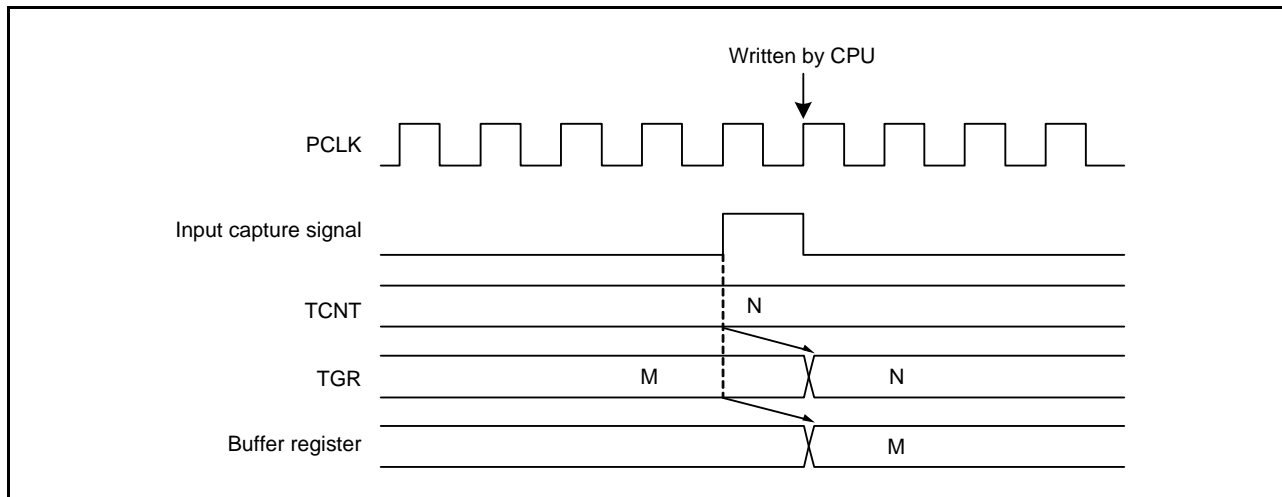 Written by CPU
PCLK
Input capture signal
TCNT
N
TGR
M
N
Buffer register
M